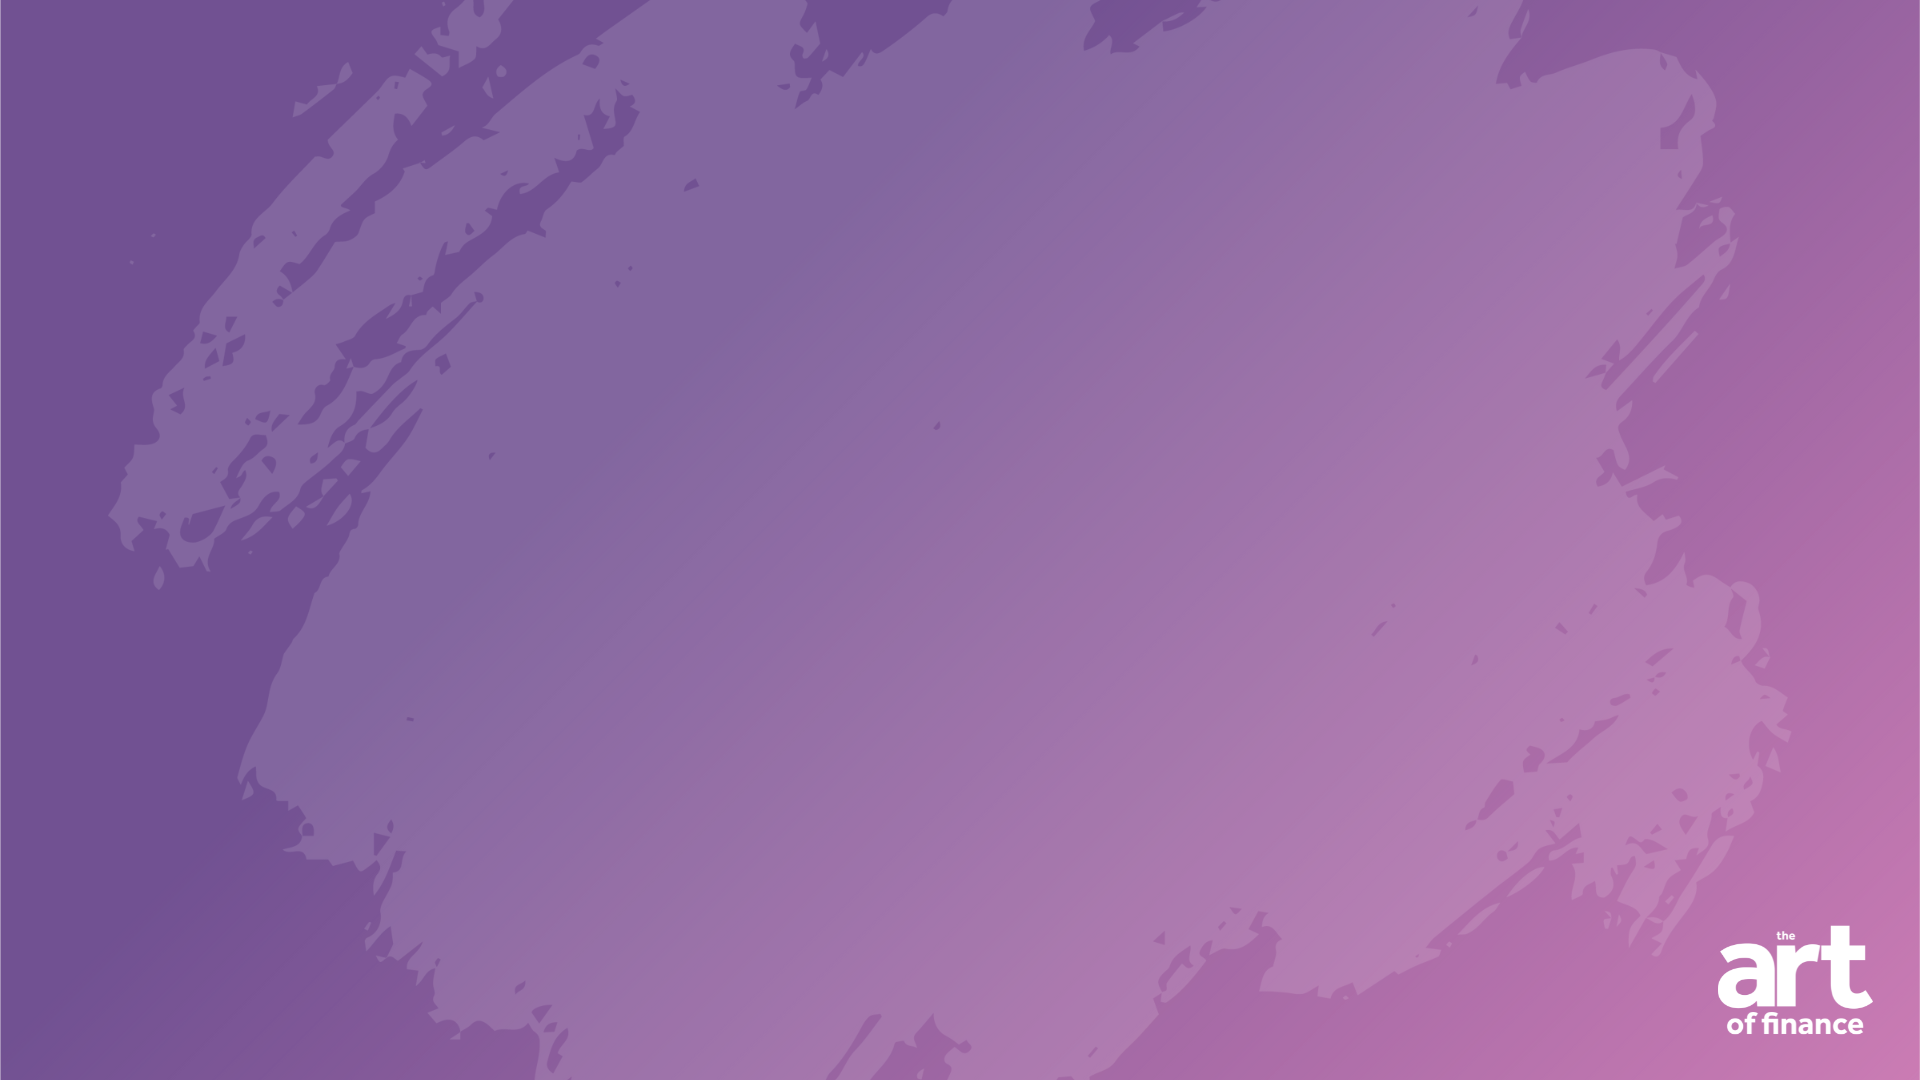 the
art
of finance